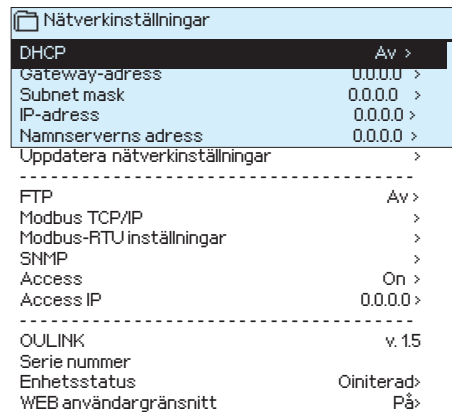 Nätverkinställningar
DHCP Av >
Gateway-adress 0.0.0.0 >
Subnet mask 0.0.0.0 >
IP-adress 0.0.0.0 >
Namnserverns adress 0.0.0.0 >
Uppdatera nätverkinställningar >
- - - - - - - - - - - - - - - - - - - - - - - - - - - - - - - - -
FTP Av >
Modbus TCP/IP >
Modbus-RTU inställningar >
SNMP >
Access On >
Access IP 0.0.0.0 >
- - - - - - - - - - - - - - - - - - - - - - - - - - - - - - - - -
OULINK v. 1.5
Serie nummer
Enhetsstatus Oiniterad>
WEB användargränsnitt På>